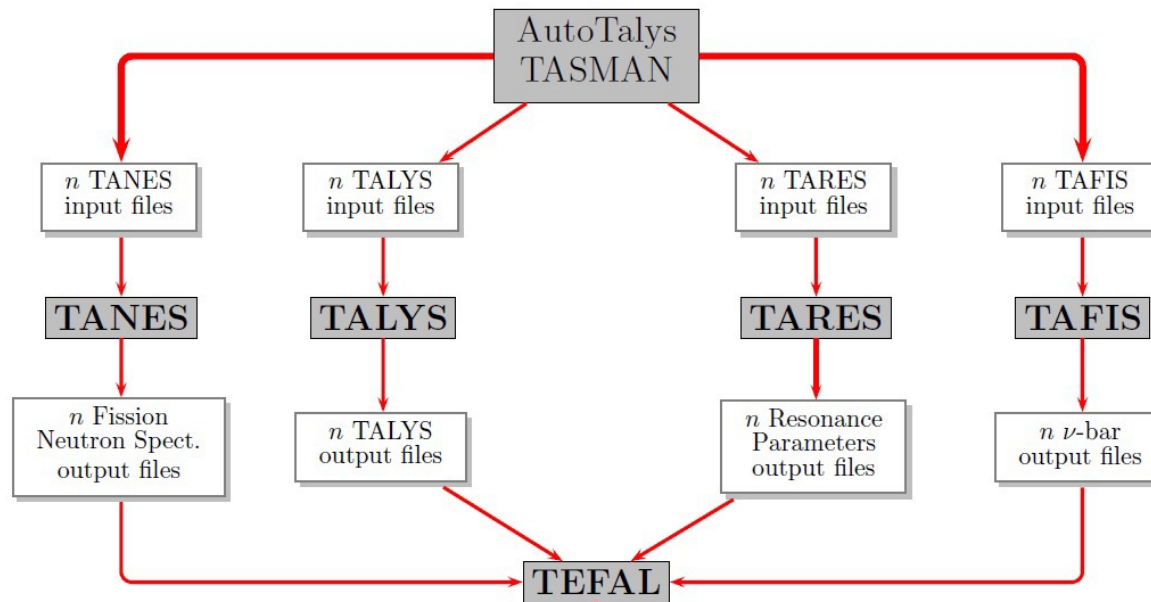 AutoTalys
TASMAN
n TANES
input files
n TALYS
input files
n TARES
input files
n TAFIS
input files
TANES
TALYS
TARES
TAFIS
n Fission
Neutron Spect.
output files
n TALYS
output files
n Resonance
Parameters
output files
n ν-bar
output files
TEFAL